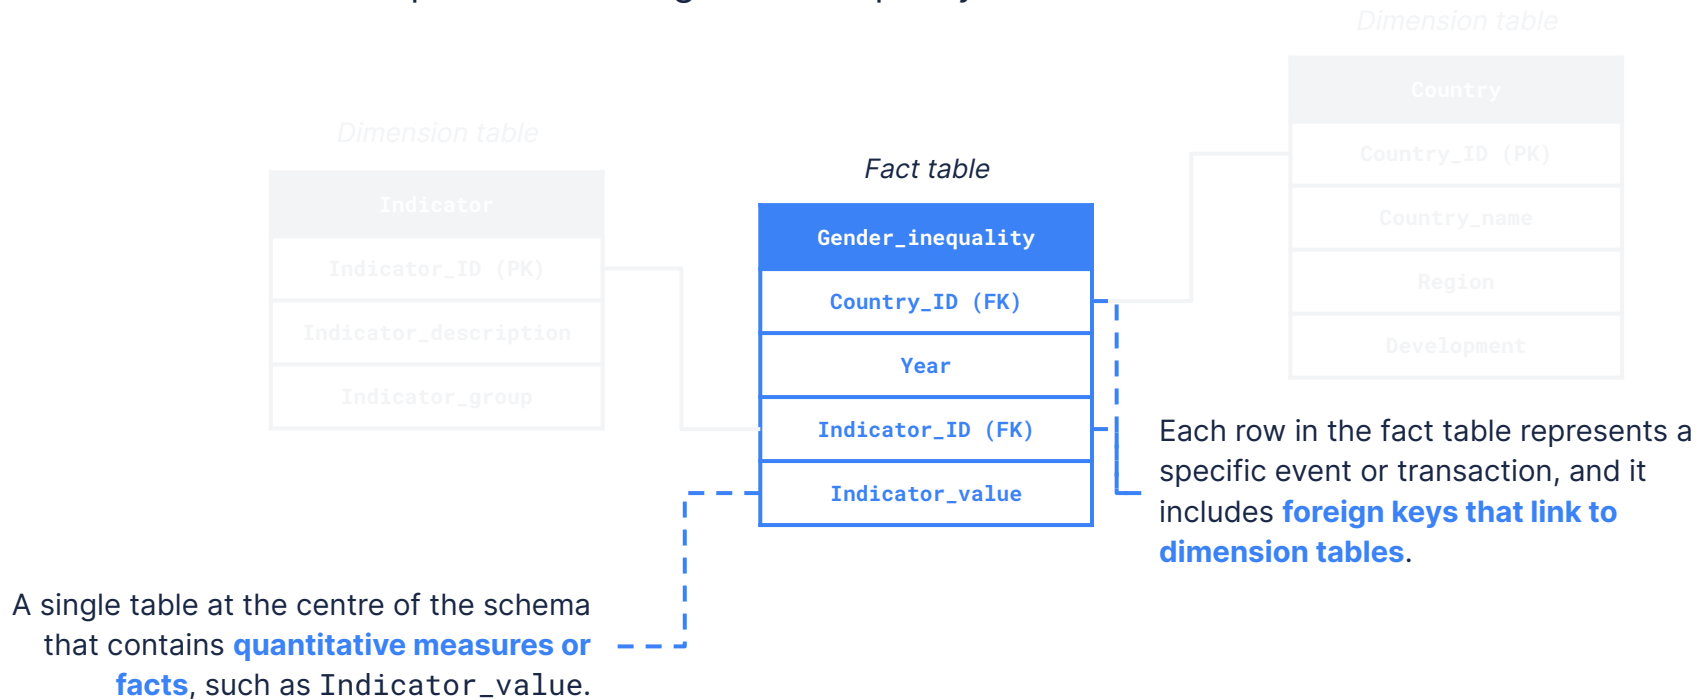 Dimension table
Country
Country_ID (PK)
Country_name
Region
Development
Dimension table
Indicator
Indicator_ID (PK)
Indicator_description
Indicator_group
Fact table
Gender_inequality
Country_ID (FK)
Year
Indicator_ID (FK)
Indicator_value
Each row in the fact table represents a
specific event or transaction, and it
includes foreign keys that link to
dimension tables.
A single table at the centre of the schema
that contains quantitative measures or
facts, such as Indicator_value.